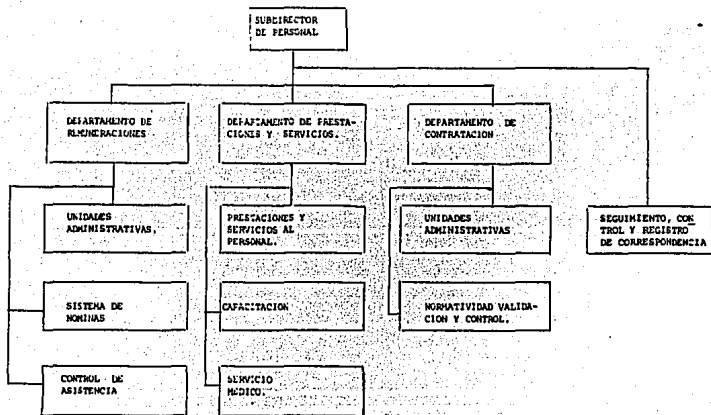 SUBDIRECTOR
DE PERSONAL
DEPARTAMENTO DE
REMUNERACIONES
DEPARTAMENTO DE PRESTA-
CIONES Y SERVICIOS.
DEPARTAMENTO DE
CONTRATACION
UNIDADES
ADMINISTRATIVAS.
PRESTACIONES Y
SERVICIOS AL
PERSONAL.
UNIDADES
ADMINISTRATIVAS
SEGUIMIENTO, CON
TROL Y REGISTRO
DE CORRESPONDENCIA
SISTEMA DE
NOMINAS
CAPACITACION
NORMATIVIDAD VALIDA-
CION Y CONTROL.
CONTROL DE
ASISTENCIA
SERVICIO
MEDICO.